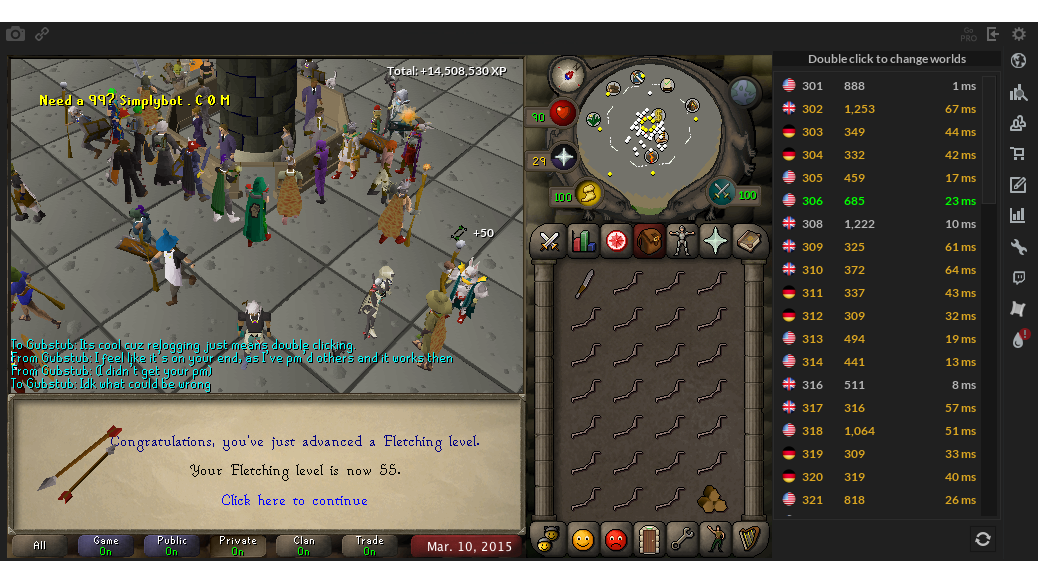 Go
PRO
Total: +14,508,530 XP
Need a 99? Simplybot . C 0 M
+50
To Gubstub: Its cool cuz relogging just means double clicking.
From Gubstub: I feel like it's on your end, as I've pm'd others and it works then
From Gubstub: (I didn't get your pm)
To Gubstub: Idk what could be wrong
Congratulations, you've just advanced a Fletching level.
Your Fletching level is now 55.
Click here to continue
All
Game
On
Public
On
Private
On
Clan
On
Trade
On
Mar. 10, 2015
90
29
100
100
Double click to change worlds
301 888 1 ms
302 1,253 67 ms
303 349 44 ms
304 332 42 ms
305 459 17 ms
306 685 23 ms
308 1,222 10 ms
309 325 61 ms
310 372 64 ms
311 337 43 ms
312 309 32 ms
313 494 19 ms
314 441 13 ms
316 511 8 ms
317 316 57 ms
318 1,064 51 ms
319 309 33 ms
320 319 40 ms
321 818 26 ms